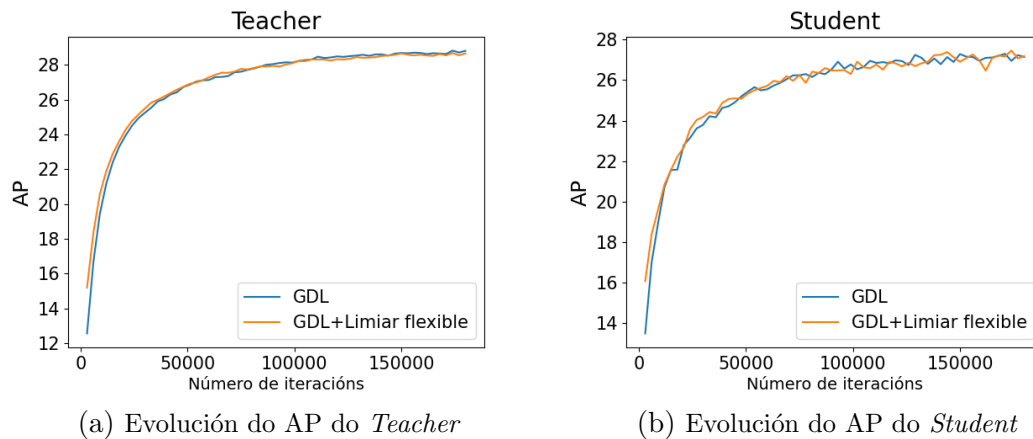 Teacher
28
26
24
22
20
18
16
14
12
AP
GDL
GDL+Limiar flexible
0 50000 100000 150000
Número de iteracións
(a) Evolución do AP do Teacher
Student
28
26
24
22
20
18
16
14
AP
GDL
GDL+Limiar flexible
0 50000 100000 150000
Número de iteracións
(b) Evolución do AP do Student